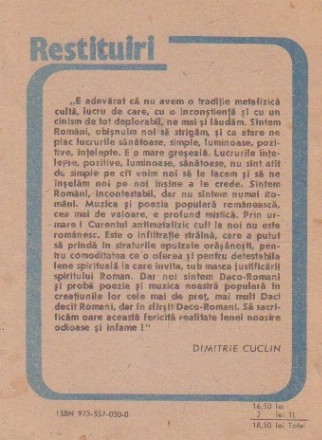 Restituiri
„E adevărat că nu avem o tradiție metafizică
cultă, lucru de care, cu o inconștiență și cu un
cinism de tot deplorabil, ne mai și lăudăm. Sîntem
Români, obișnuim noi să strigăm, și ca atare ne
plac lucrurile sănătoase, simple, luminoase, pozi-
tive, înțelepte. E o mare greșeală. Lucrurile înțe-
lepte, pozitive, luminoase, sănătoase, nu sînt atît
de simple pe cît voim noi să le facem și să ne
înșelăm noi pe noi înșine a le crede. Sîntem
Români, incontestabil, dar nu sîntem numai Ro-
mâni. Muzica și poezia populară românească,
cea mai de valoare, e profund mistică. Prin ur-
mare ! Curentul antimetafizic cult la noi nu este
românesc. Este o infiltrație străină, care a putut
să prindă în straturile epuizate orășănești, pen-
tru comoditatea ce o oferea și pentru detestabila
lene spirituală la care invita, sub masca justificării
spiritului Roman. Dar noi sîntem Daco-Romani
și probă poezia și muzica noastră populară în
creațiunile lor cele mai de preț, mai mult Daci
decît Romani, dar în sfîrșit Daco-Romani. Să sacri-
ficăm oare această fericită realitate lenei noastre
odioase și infame !“
DIMITRIE CUCLIN
ISBN 973-557-030-0
16,50 lei
2 lei TL
18,50 lei Total